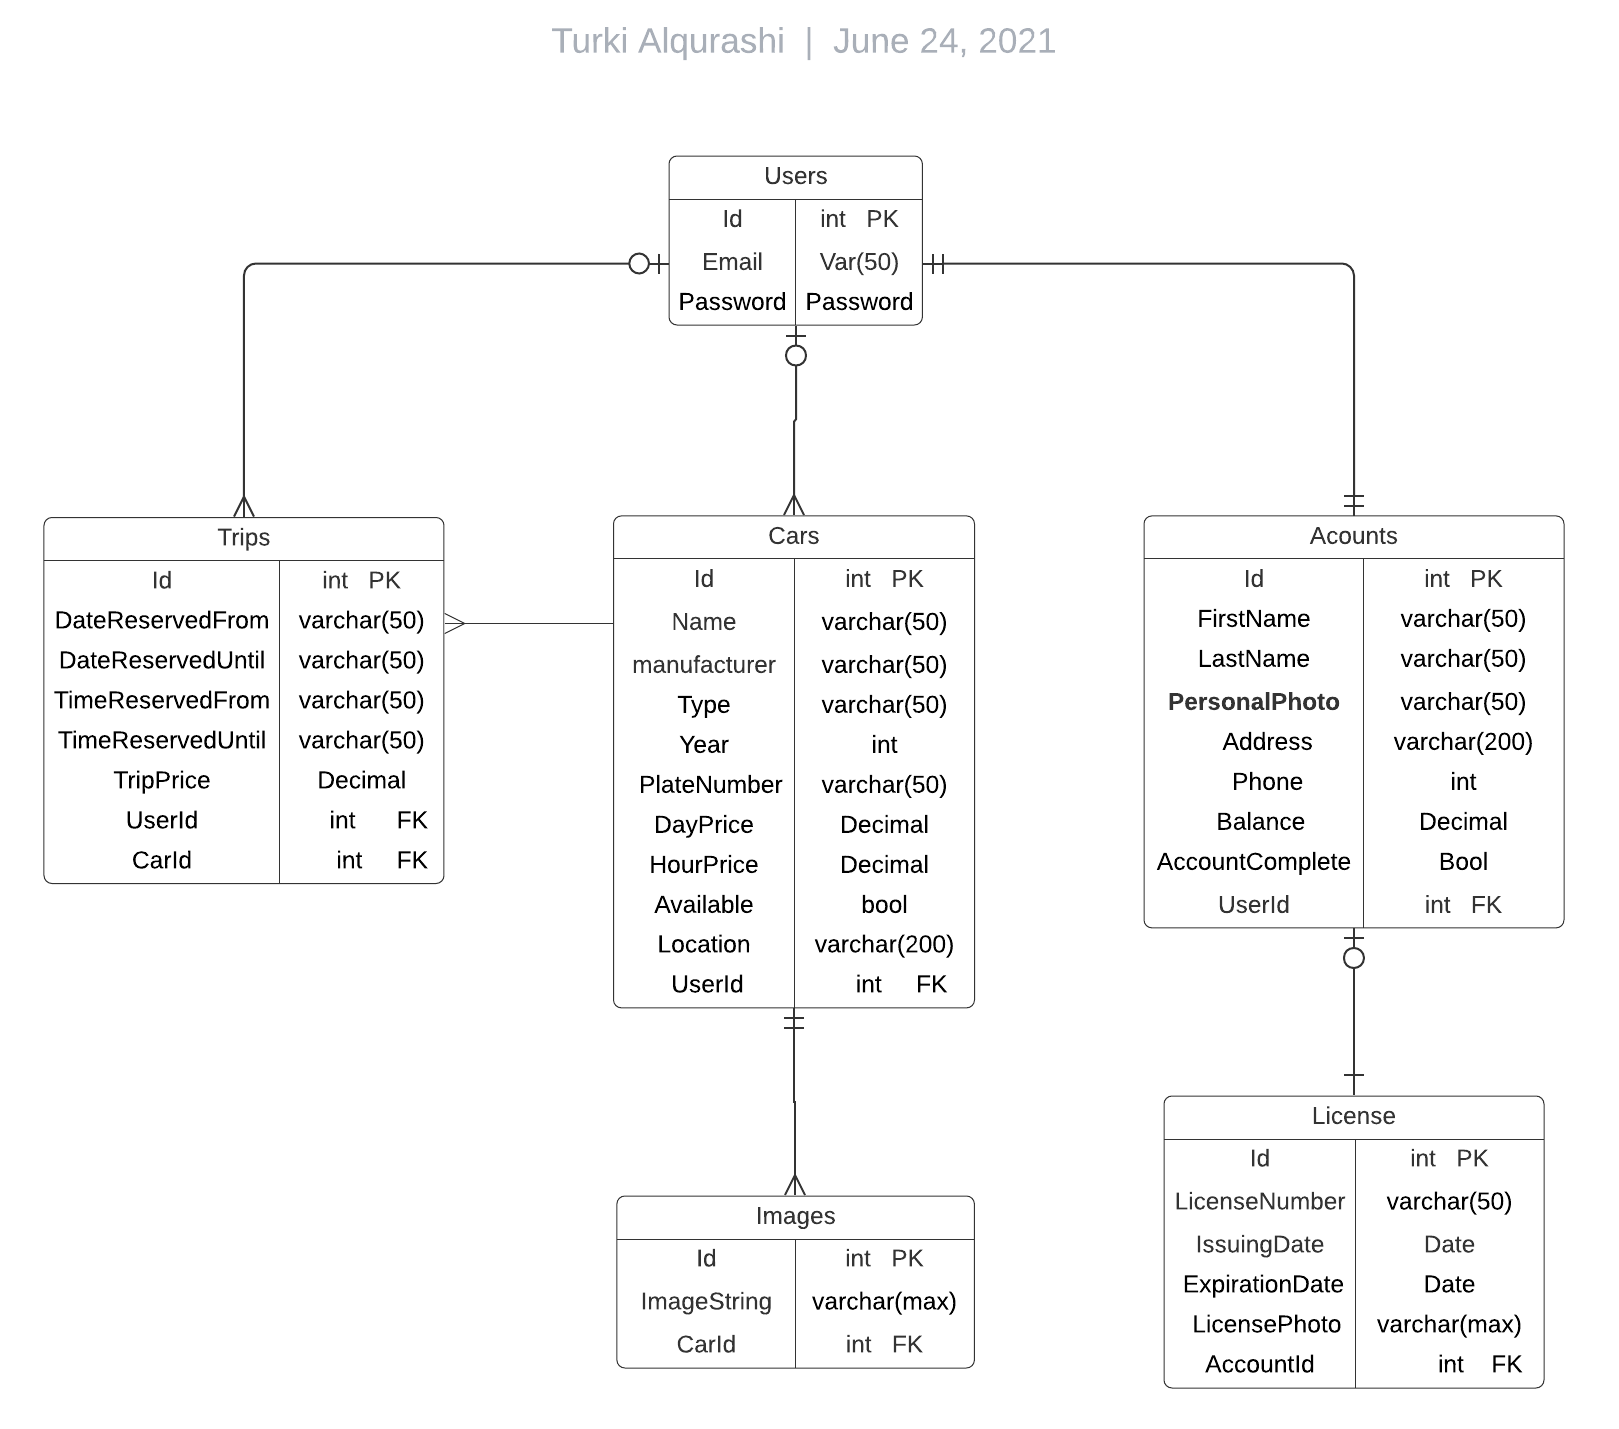 Turki Alqurashi | June 24, 2021
Users
Id int PK
Email Var(50)
Password Password
Trips
Id int PK
DateReservedFrom varchar(50)
DateReservedUntil varchar(50)
TimeReservedFrom varchar(50)
TimeReservedUntil varchar(50)
TripPrice Decimal
UserId int FK
CarId int FK
Cars
Id int PK
Name varchar(50)
manufacturer varchar(50)
Type varchar(50)
Year int
PlateNumber varchar(50)
DayPrice Decimal
HourPrice Decimal
Available bool
Location varchar(200)
UserId int FK
Acounts
Id int PK
FirstName varchar(50)
LastName varchar(50)
PersonalPhoto varchar(50)
Address varchar(200)
Phone int
Balance Decimal
AccountComplete Bool
UserId int FK
Images
Id int PK
ImageString varchar(max)
CarId int FK
License
Id int PK
LicenseNumber varchar(50)
IssuingDate Date
ExpirationDate Date
LicensePhoto varchar(max)
AccountId int FK